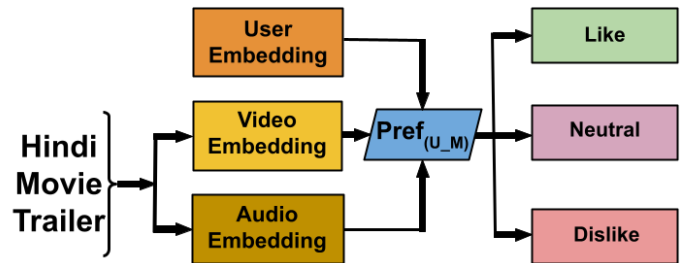 Hindi
Movie
Trailer
User
Embedding
Video
Embedding
Audio
Embedding
Pref(U_M)
Like
Neutral
Dislike